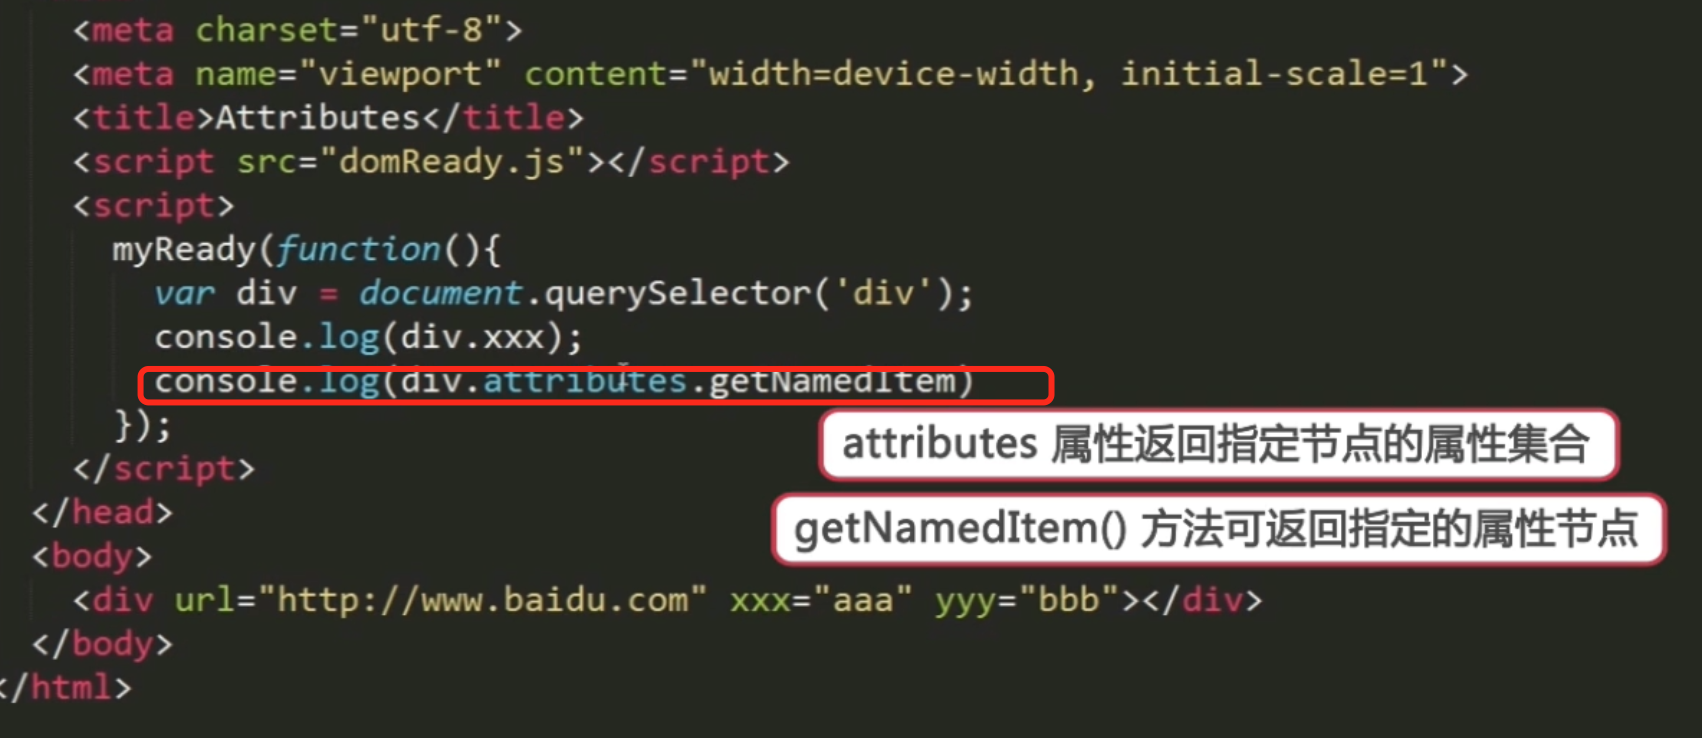 <meta charset="utf-8">
<meta name="viewport" content="width=device-width, initial-scale=1">
<title>Attributes</title>
<script src="domReady.js"></script>
<script>
myReady(function(){
var div = document.querySelector('div');
console.log(div.xxx);
console.log(div.attributes.getNamedItem)
});
attributes 属性返回指定节点的属性集合
</script>
</head>
getNamedItem() 方法可返回指定的属性节点
<body>
<div url="http://www.baidu.com" xxx="aaa" yyy="bbb"></div>
</body>
</html>